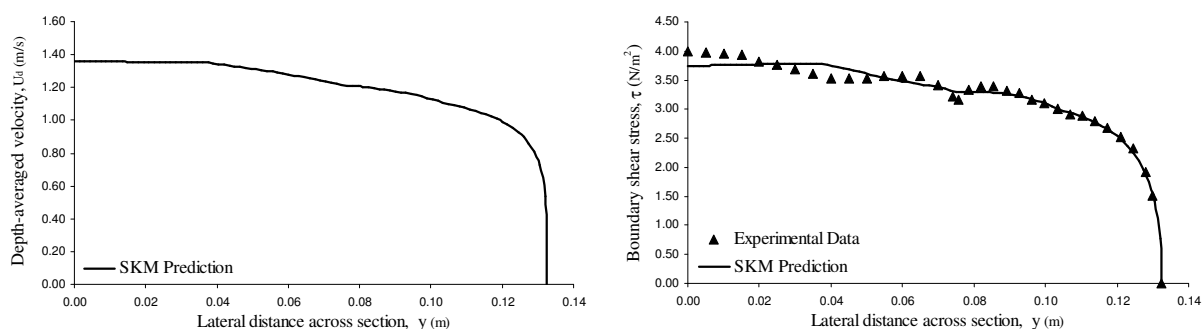 Depth-averaged velocity, Ud (m/s)
1.60
1.40
1.20
1.00
0.80
0.60
0.40
0.20
0.00
SKM Prediction
0.00 0.02 0.04 0.06 0.08 0.10 0.12 0.14
Lateral distance across section, y (m)
Boundary shear stress, τ (N/m²)
4.50
4.00
3.50
3.00
2.50
2.00
1.50
1.00
0.50
0.00
Experimental Data
SKM Prediction
0.00 0.02 0.04 0.06 0.08 0.10 0.12 0.14
Lateral distance across section, y (m)